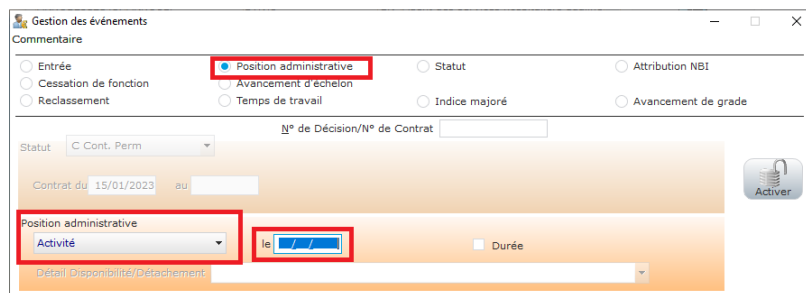 Gestion des événements
Commentaire
Entrée Position administrative Statut Attribution NBI
Cessation de fonction Avancement d'échelon
Reclassement Temps de travail Indice majoré Avancement de grade
N° de Décision/N° de Contrat
Statut C Cont. Perm
Contrat du 15/01/2023 au
Activer
Position administrative
Activité le / / Durée
Détail Disponibilité/Détachement